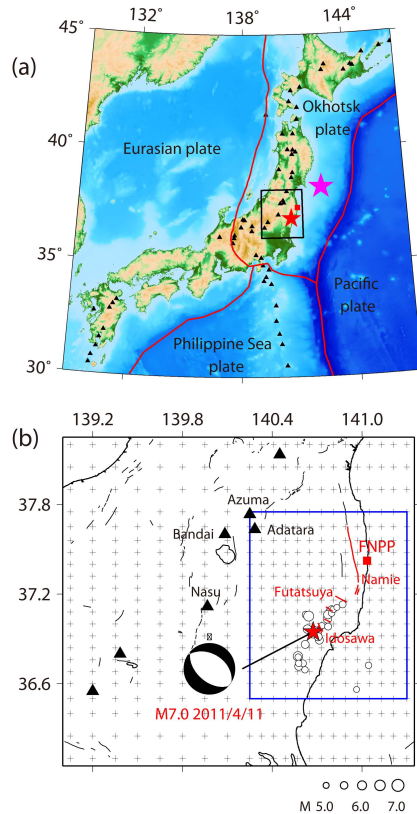 132° 138° 144°
45°
(a)
Okhotsk
plate
40°
Eurasian plate
35°
Pacific
plate
Philippine Sea
plate
30°
(b)
139.2 139.8 140.4 141.0
37.8
Azuma
Bandai
Adatara
FNPP
37.2
Namie
Futatsuya
Nasu
Idosawa
36.6
M7.0 2011/4/11
M 5.0 6.0 7.0